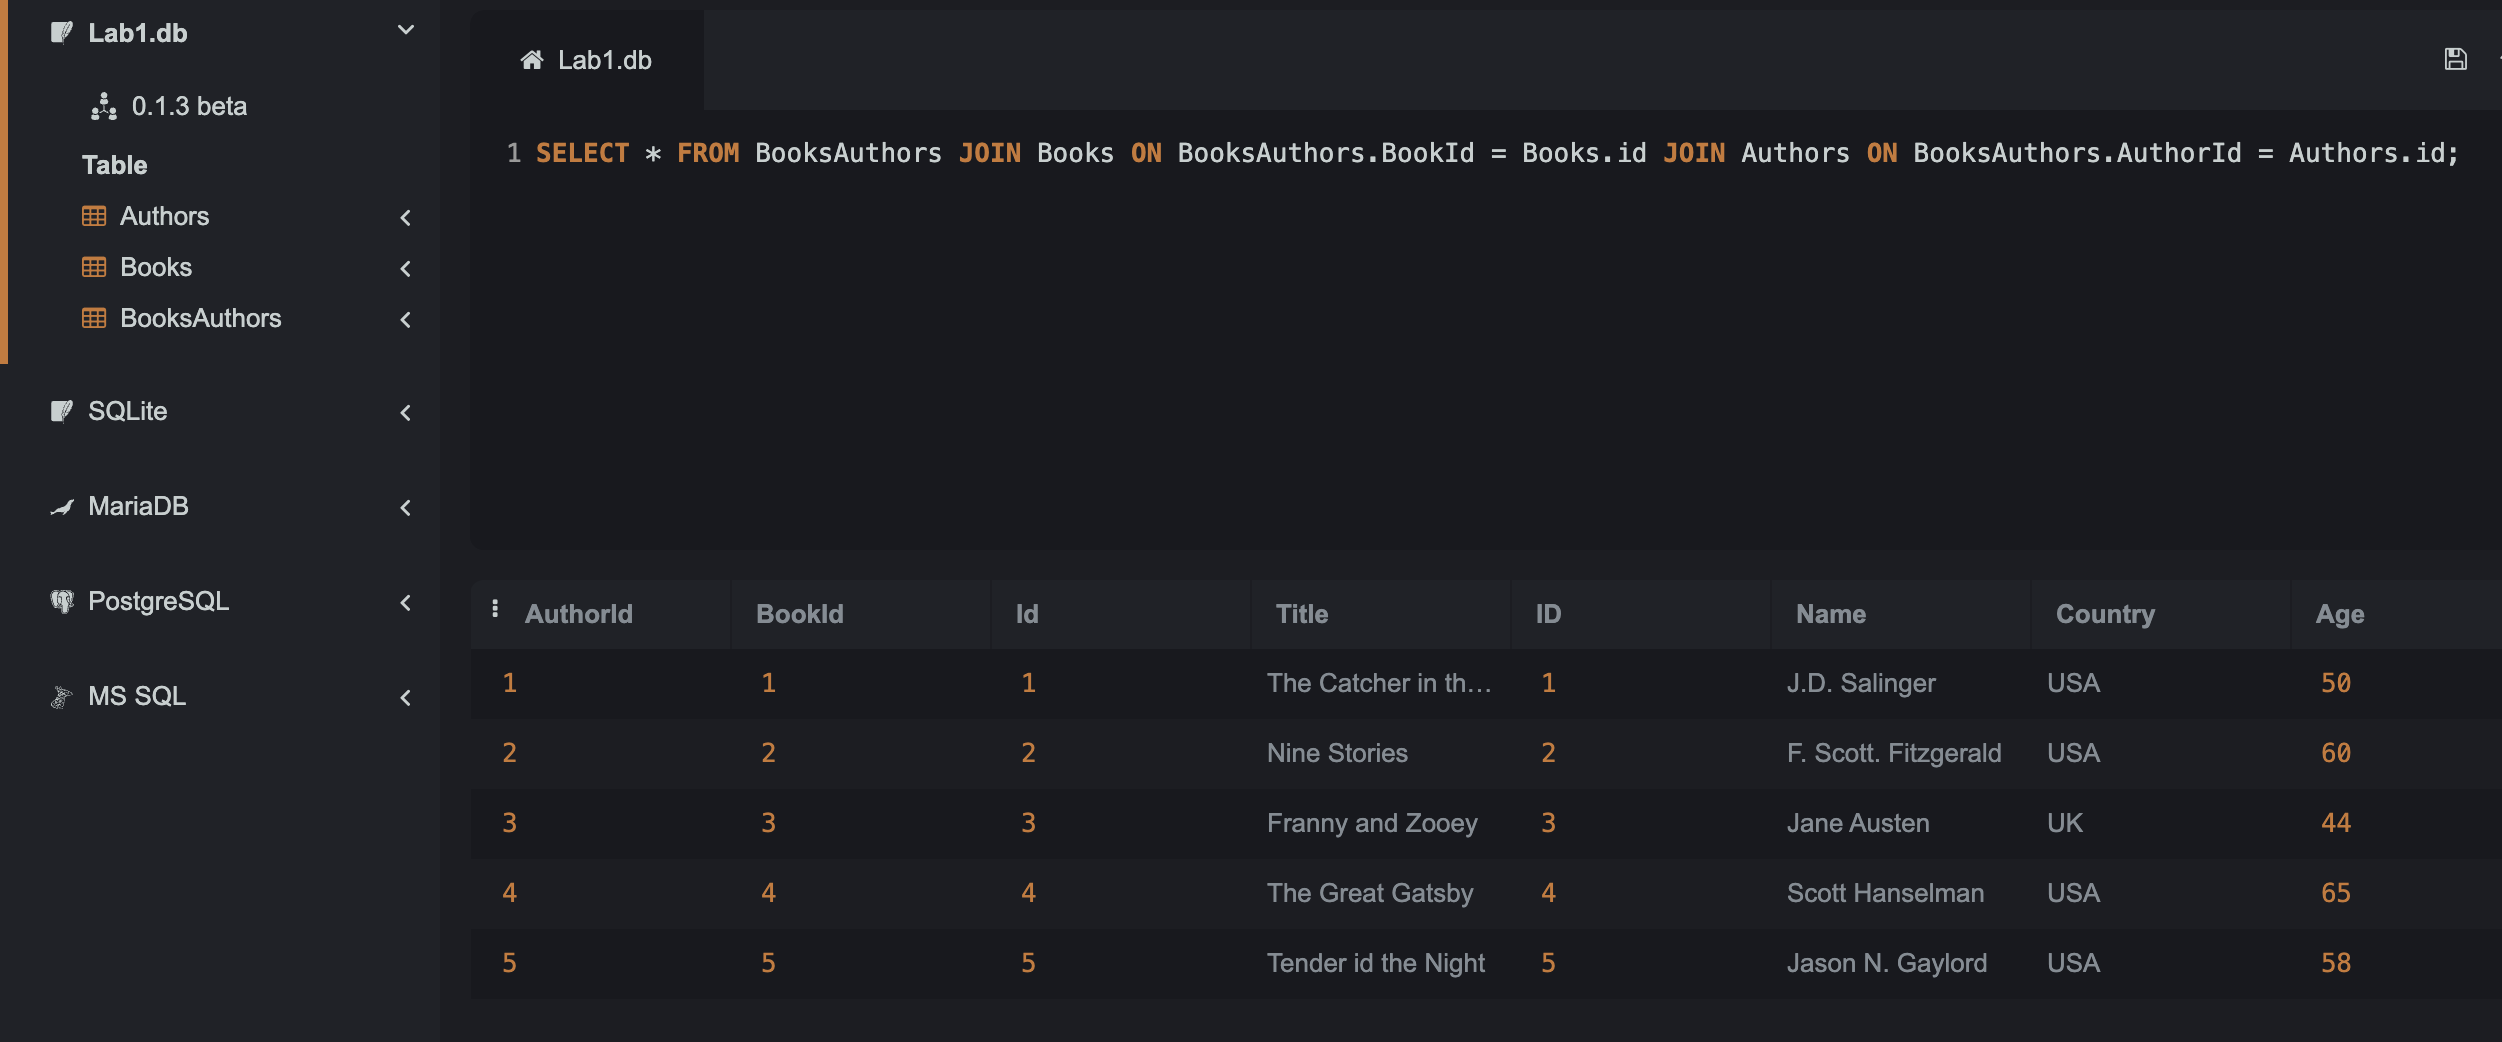 Lab1.db
0.1.3 beta
Table
Authors
Books
BooksAuthors
SQLite
MariaDB
PostgreSQL
MS SQL
Lab1.db
1 SELECT * FROM BooksAuthors JOIN Books ON BooksAuthors.BookId = Books.id JOIN Authors ON BooksAuthors.AuthorId = Authors.id;
AuthorId BookId Id Title ID Name Country Age
1 1 1 The Catcher in th... 1 J.D. Salinger USA 50
2 2 2 Nine Stories 2 F. Scott. Fitzgerald USA 60
3 3 3 Franny and Zooey 3 Jane Austen UK 44
4 4 4 The Great Gatsby 4 Scott Hanselman USA 65
5 5 5 Tender id the Night 5 Jason N. Gaylord USA 58